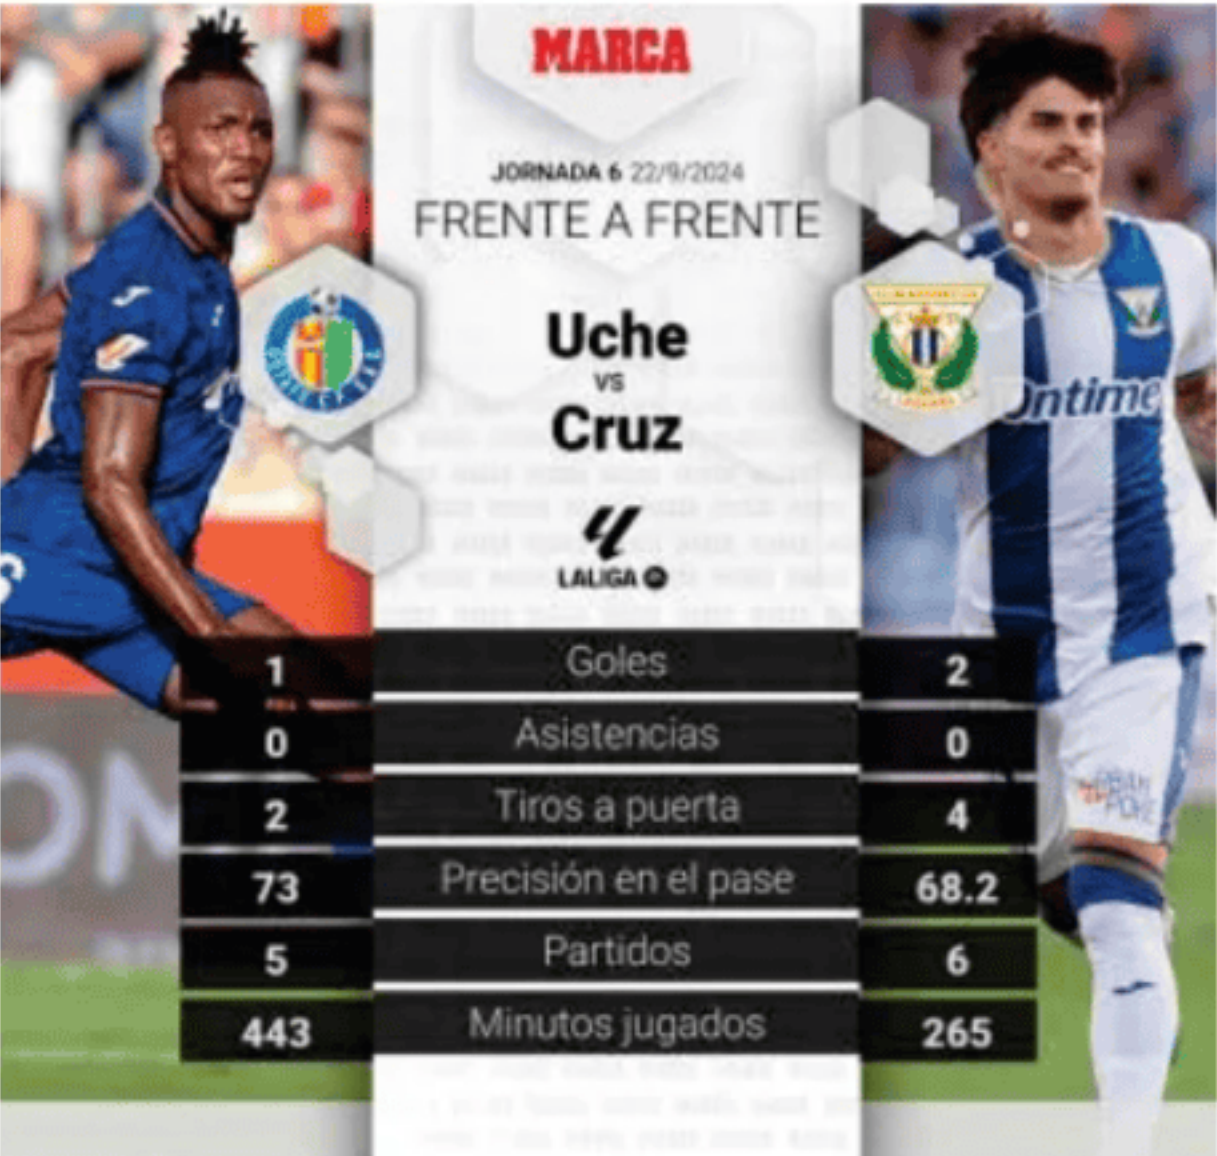 MARCA
JORNADA 6 22/9/2024
FRENTE A FRENTE
Uche
vs
Cruz
LALIGA
Ontime
1 Goles 2
0 Asistencias 0
2 Tiros a puerta 4
73 Precisión en el pase 68.2
5 Partidos 6
443 Minutos jugados 265